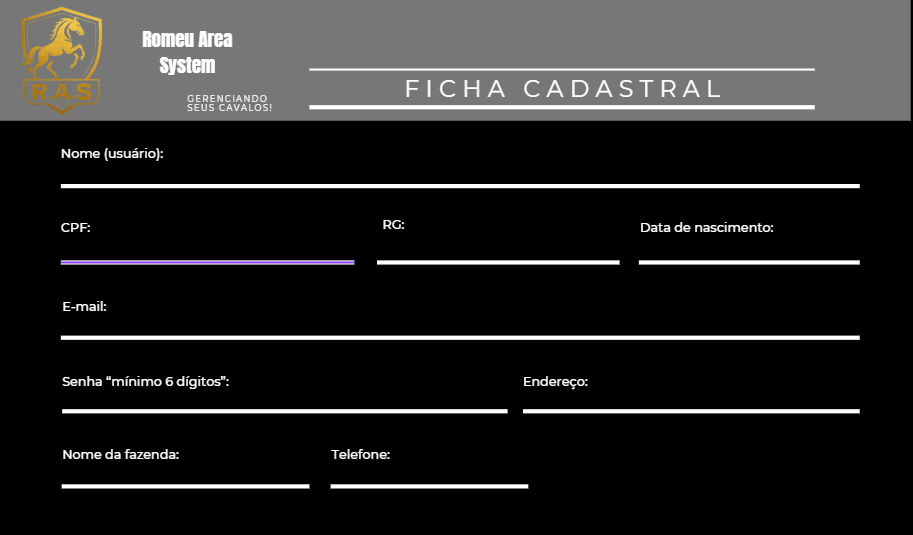 R.A.S
Romeu Area
System
GERENCIANDO
SEUS CAVALOS!
FICHA CADASTRAL
Nome (usuário):
CPF:
RG:
Data de nascimento:
E-mail:
Senha “mínimo 6 dígitos”:
Endereço:
Nome da fazenda:
Telefone: